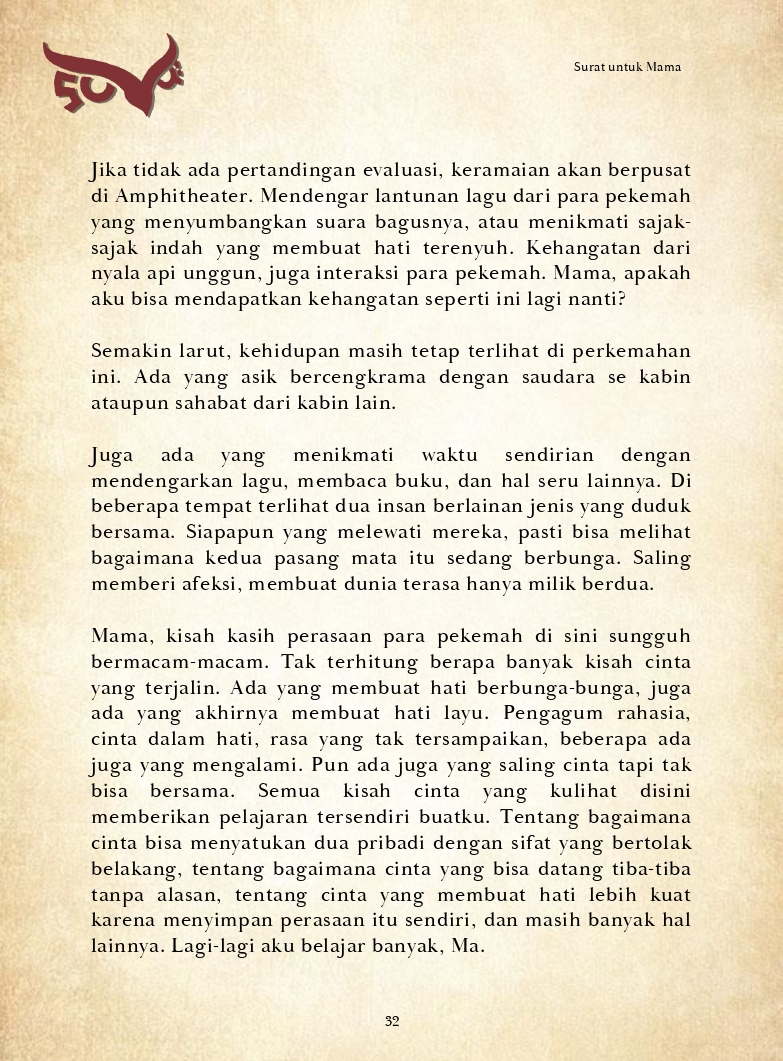 Surat untuk Mama
Jika tidak ada pertandingan evaluasi, keramaian akan berpusat
di Amphitheater. Mendengar lantunan lagu dari para pekemah
yang menyumbangkan suara bagusnya, atau menikmati sajak-
sajak indah yang membuat hati terenyuh. Kehangatan dari
nyala api unggun, juga interaksi para pekemah. Mama, apakah
aku bisa mendapatkan kehangatan seperti ini lagi nanti?
Semakin larut, kehidupan masih tetap terlihat di perkemahan
ini. Ada yang asik bercengkrama dengan saudara se kabin
ataupun sahabat dari kabin lain.
Juga ada yang menikmati waktu sendirian dengan
mendengarkan lagu, membaca buku, dan hal seru lainnya. Di
beberapa tempat terlihat dua insan berlainan jenis yang duduk
bersama. Siapapun yang melewati mereka, pasti bisa melihat
bagaimana kedua pasang mata itu sedang berbunga. Saling
memberi afeksi, membuat dunia terasa hanya milik berdua.
Mama, kisah kasih perasaan para pekemah di sini sungguh
bermacam-macam. Tak terhitung berapa banyak kisah cinta
yang terjalin. Ada yang membuat hati berbunga-bunga, juga
ada yang akhirnya membuat hati layu. Pengagum rahasia,
cinta dalam hati, rasa yang tak tersampaikan, beberapa ada
juga yang mengalami. Pun ada juga yang saling cinta tapi tak
bisa bersama. Semua kisah cinta yang kulihat disini
memberikan pelajaran tersendiri buatku. Tentang bagaimana
cinta bisa menyatukan dua pribadi dengan sifat yang bertolak
belakang, tentang bagaimana cinta yang bisa datang tiba-tiba
tanpa alasan, tentang cinta yang membuat hati lebih kuat
karena menyimpan perasaan itu sendiri, dan masih banyak hal
lainnya. Lagi-lagi aku belajar banyak, Ma.
32